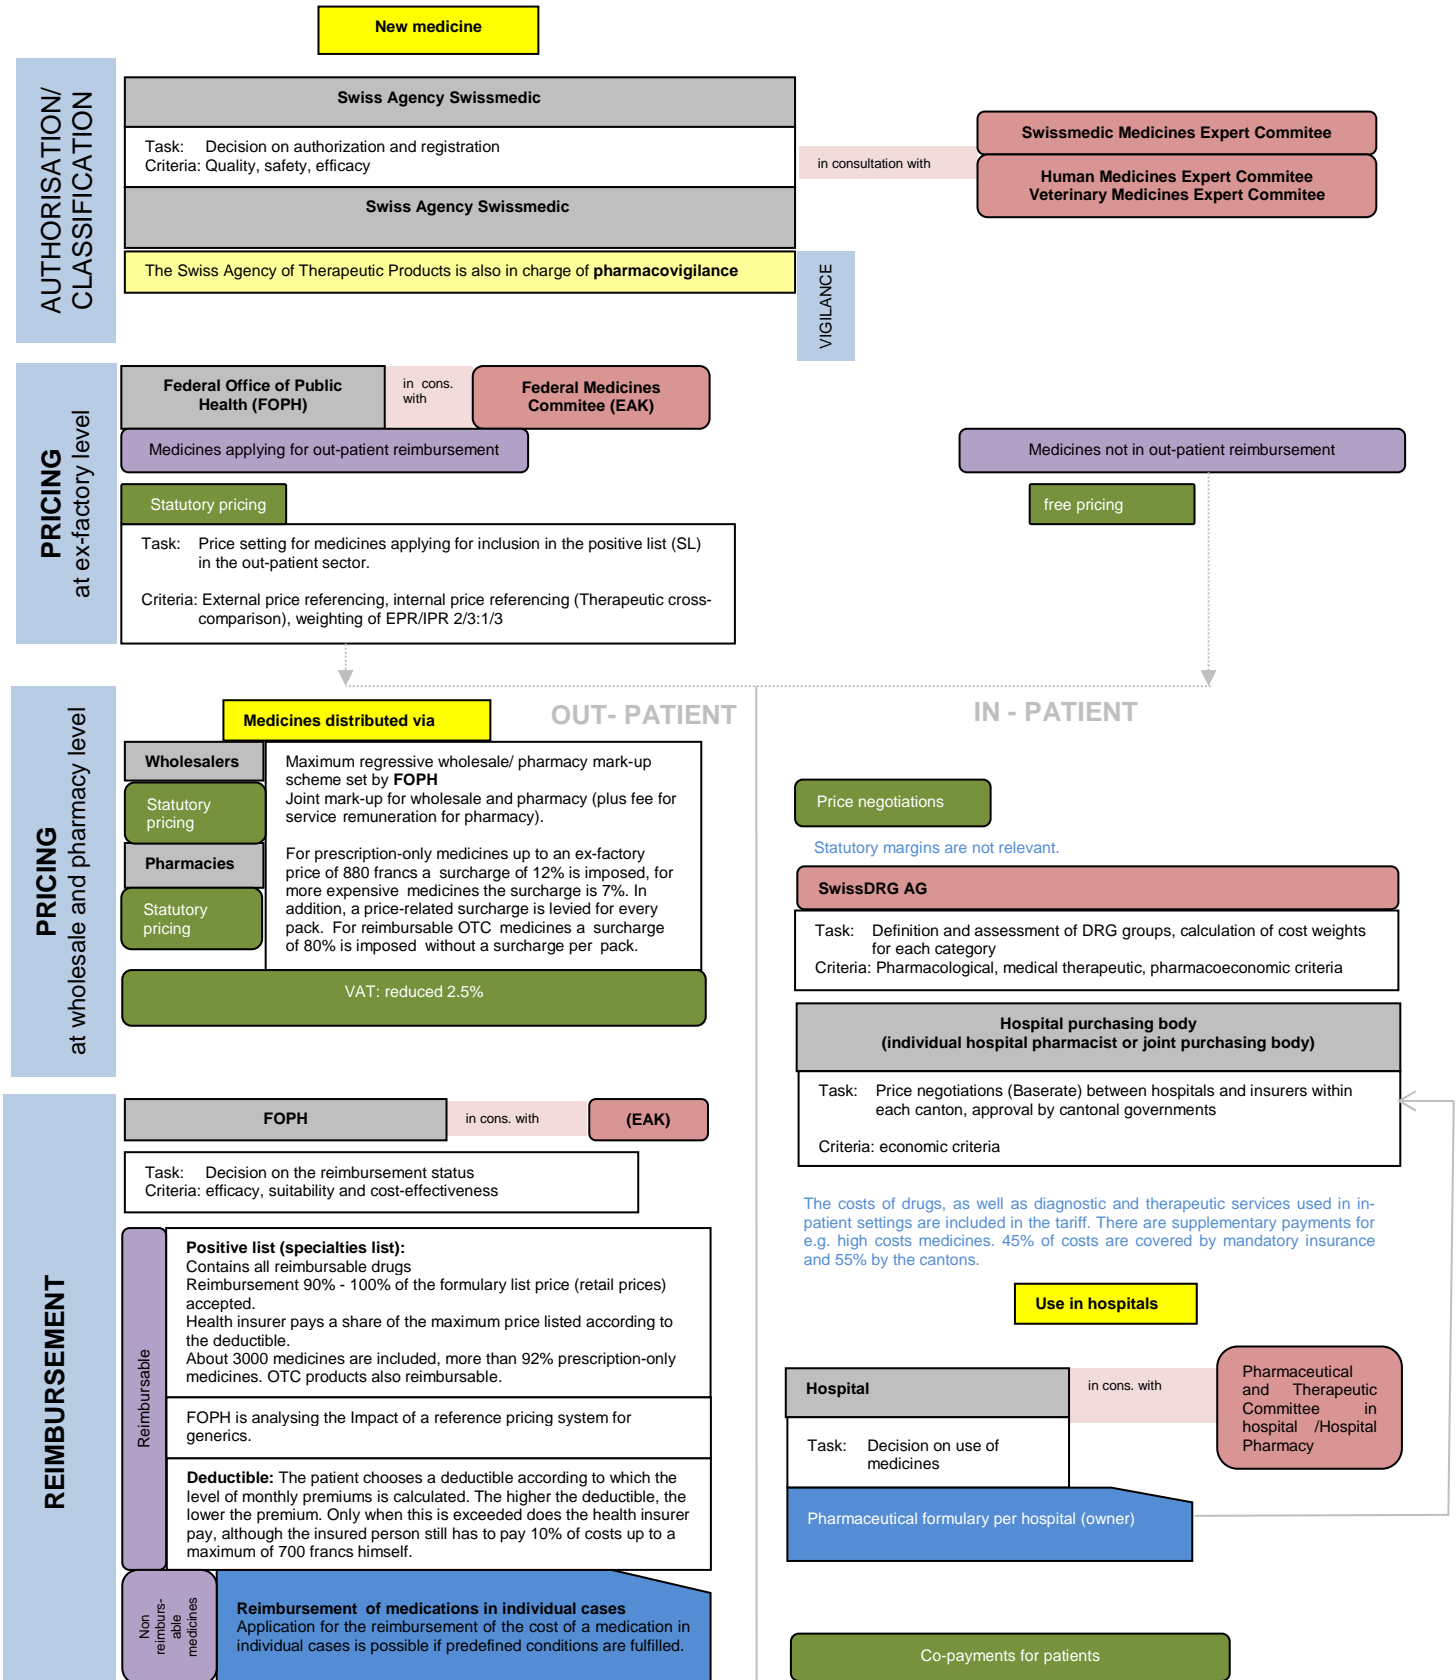 New medicine
AUTHORISATION/
CLASSIFICATION
Swiss Agency Swissmedic
Task: Decision on authorization and registration
Criteria: Quality, safety, efficacy
in consultation with
Swissmedic Medicines Expert Commitee
Human Medicines Expert Commitee
Veterinary Medicines Expert Commitee
Swiss Agency Swissmedic
The Swiss Agency of Therapeutic Products is also in charge of pharmacovigilance
VIGILANCE
PRICING
at ex-factory level
Federal Office of Public
Health (FOPH)
in cons.
with
Federal Medicines
Commitee (EAK)
Medicines applying for out-patient reimbursement
Medicines not in out-patient reimbursement
Statutory pricing
free pricing
Task: Price setting for medicines applying for inclusion in the positive list (SL)
in the out-patient sector.
Criteria: External price referencing, internal price referencing (Therapeutic cross-
comparison), weighting of EPR/IPR 2/3:1/3
PRICING
at wholesale and pharmacy level
OUT- PATIENT
IN - PATIENT
Medicines distributed via
Wholesalers
Statutory
pricing
Pharmacies
Statutory
pricing
Maximum regressive wholesale/ pharmacy mark-up
scheme set by FOPH
Joint mark-up for wholesale and pharmacy (plus fee for
service remuneration for pharmacy).
For prescription-only medicines up to an ex-factory
price of 880 francs a surcharge of 12% is imposed, for
more expensive medicines the surcharge is 7%. In
addition, a price-related surcharge is levied for every
pack. For reimbursable OTC medicines a surcharge
of 80% is imposed without a surcharge per pack.
VAT: reduced 2.5%
Price negotiations
Statutory margins are not relevant.
SwissDRG AG
Task: Definition and assessment of DRG groups, calculation of cost weights
for each category
Criteria: Pharmacological, medical therapeutic, pharmacoeconomic criteria
Hospital purchasing body
(individual hospital pharmacist or joint purchasing body)
Task: Price negotiations (Baserate) between hospitals and insurers within
each canton, approval by cantonal governments
Criteria: economic criteria
The costs of drugs, as well as diagnostic and therapeutic services used in in-
patient settings are included in the tariff. There are supplementary payments for
e.g. high costs medicines. 45% of costs are covered by mandatory insurance
and 55% by the cantons.
REIMBURSEMENT
FOPH
in cons. with
(EAK)
Task: Decision on the reimbursement status
Criteria: efficacy, suitability and cost-effectiveness
Reimbursable
Positive list (specialties list):
Contains all reimbursable drugs
Reimbursement 90% - 100% of the formulary list price (retail prices)
accepted.
Health insurer pays a share of the maximum price listed according to
the deductible.
About 3000 medicines are included, more than 92% prescription-only
medicines. OTC products also reimbursable.
FOPH is analysing the Impact of a reference pricing system for
generics.
Deductible: The patient chooses a deductible according to which the
level of monthly premiums is calculated. The higher the deductible, the
lower the premium. Only when this is exceeded does the health insurer
pay, although the insured person still has to pay 10% of costs up to a
maximum of 700 francs himself.
Non
reimburs-
able
medicines
Reimbursement of medications in individual cases
Application for the reimbursement of the cost of a medication in
individual cases is possible if predefined conditions are fulfilled.
Use in hospitals
Hospital
in cons. with
Pharmaceutical
and Therapeutic
Committee in
hospital /Hospital
Pharmacy
Task: Decision on use of
medicines
Pharmaceutical formulary per hospital (owner)
Co-payments for patients